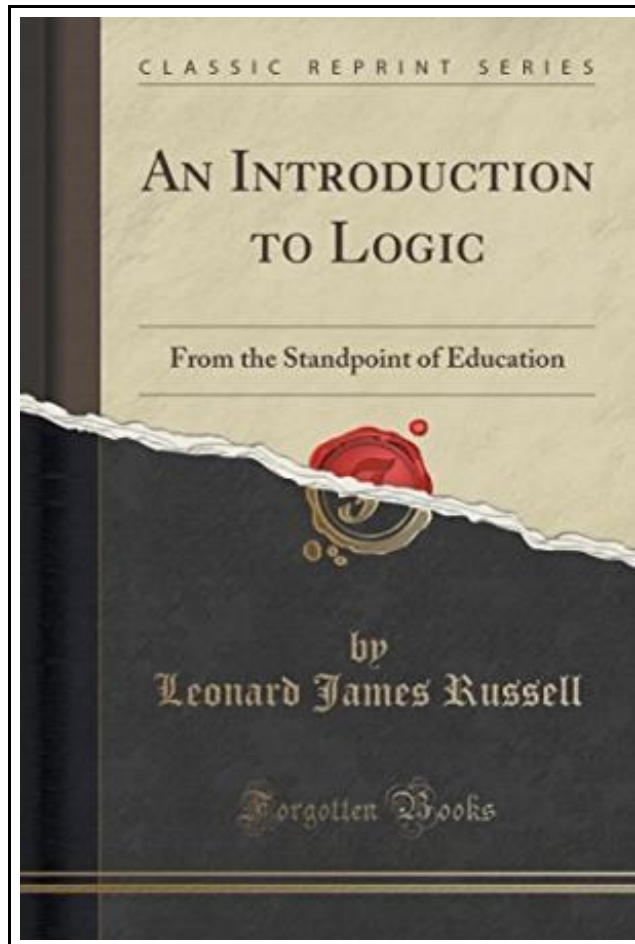 CLASSIC REPRINT SERIES
An Introduction
to Logic
From the Standpoint of Education
by
Leonard James Russell
Forgotten Books